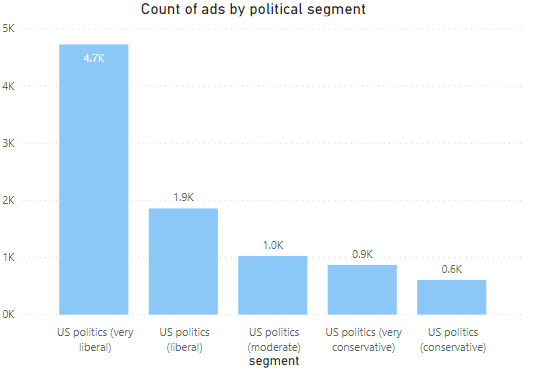 Count of ads by political segment
5K
4K
3K
2K
1K
0K
4.7K
1.9K
1.0K
0.9K
0.6K
US politics (very
liberal)
US politics
(liberal)
US politics
(moderate)
US politics (very
conservative)
US politics
(conservative)
segment